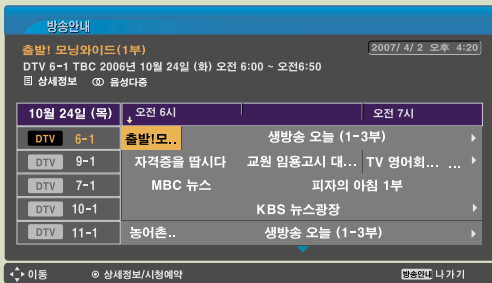 방송안내
출발! 모닝와이드(1부)
2007/ 4/ 2 오후 4:20
DTV 6-1 TBC 2006년 10월 24일 (화) 오전 6:00 ~ 오전6:50
상세정보 음성다중
10월 24일 (목) 오전 6시 오전 7시
DTV 6-1 출발!모.. 생방송 오늘 (1-3부)
DTV 9-1 자격증을 땁시다 교원 임용고시 대... TV 영어회... ...
DTV 7-1 MBC 뉴스 피자의 아침 1부
DTV 10-1 KBS 뉴스광장
DTV 11-1 농어촌.. 생방송 오늘 (1-3부)
이동 상세정보/시청예약 방송안내 나가기